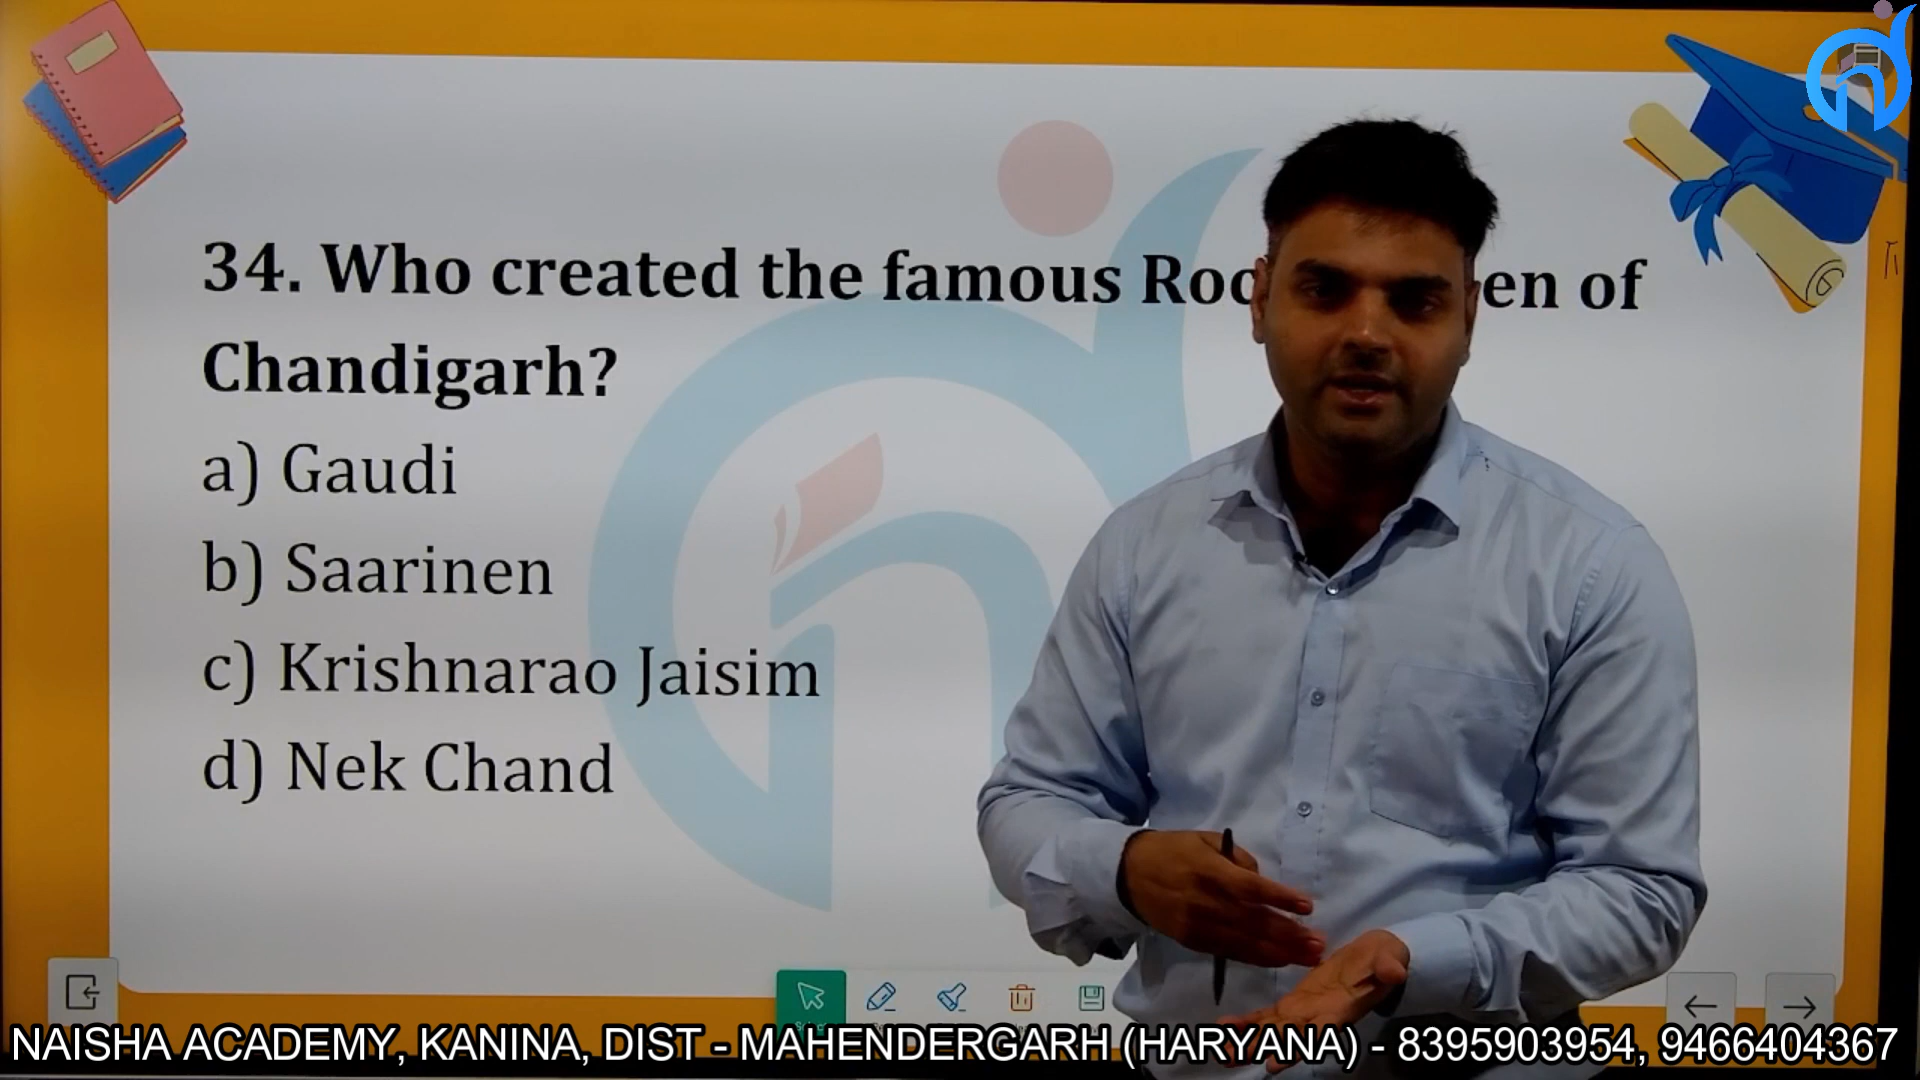 34. Who created the famous Roc en of
Chandigarh?
a) Gaudi
b) Saarinen
c) Krishnarao Jaisim
d) Nek Chand
NAISHA ACADEMY, KANINA, DIST - MAHENDERGARH (HARYANA) - 8395903954, 9466404367